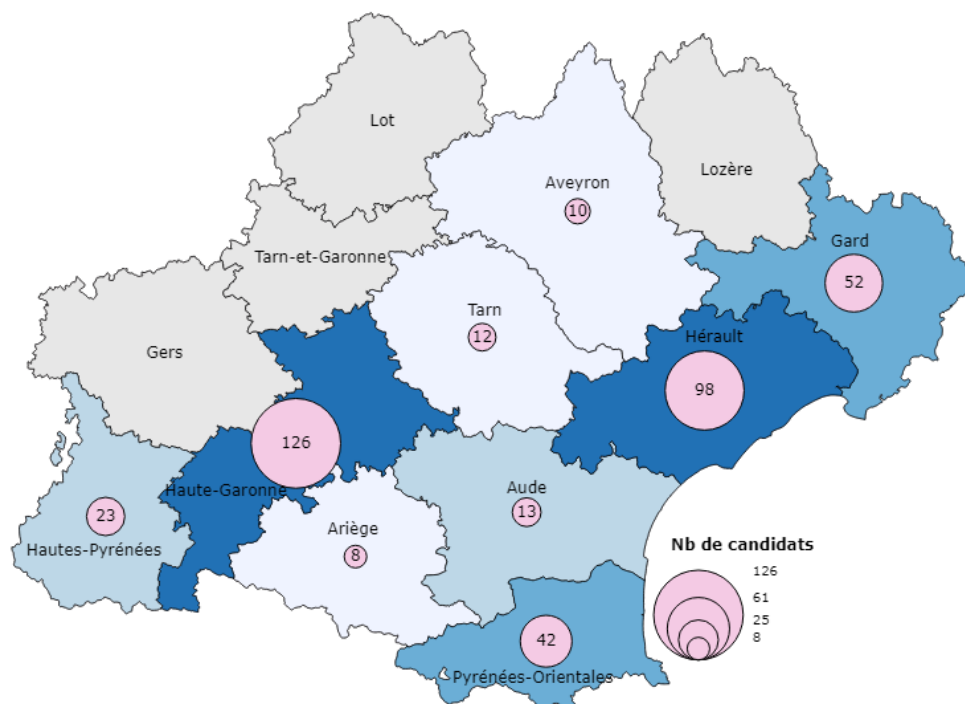 Lot
Lozère
Aveyron
10
Gard
52
Tarn-et-Garonne
Tarn
12
Hérault
98
Gers
126
Haute-Garonne
Aude
13
23
Hautes-Pyrénées
Ariège
8
Nb de candidats
126
61
25
8
42
Pyrénées-Orientales